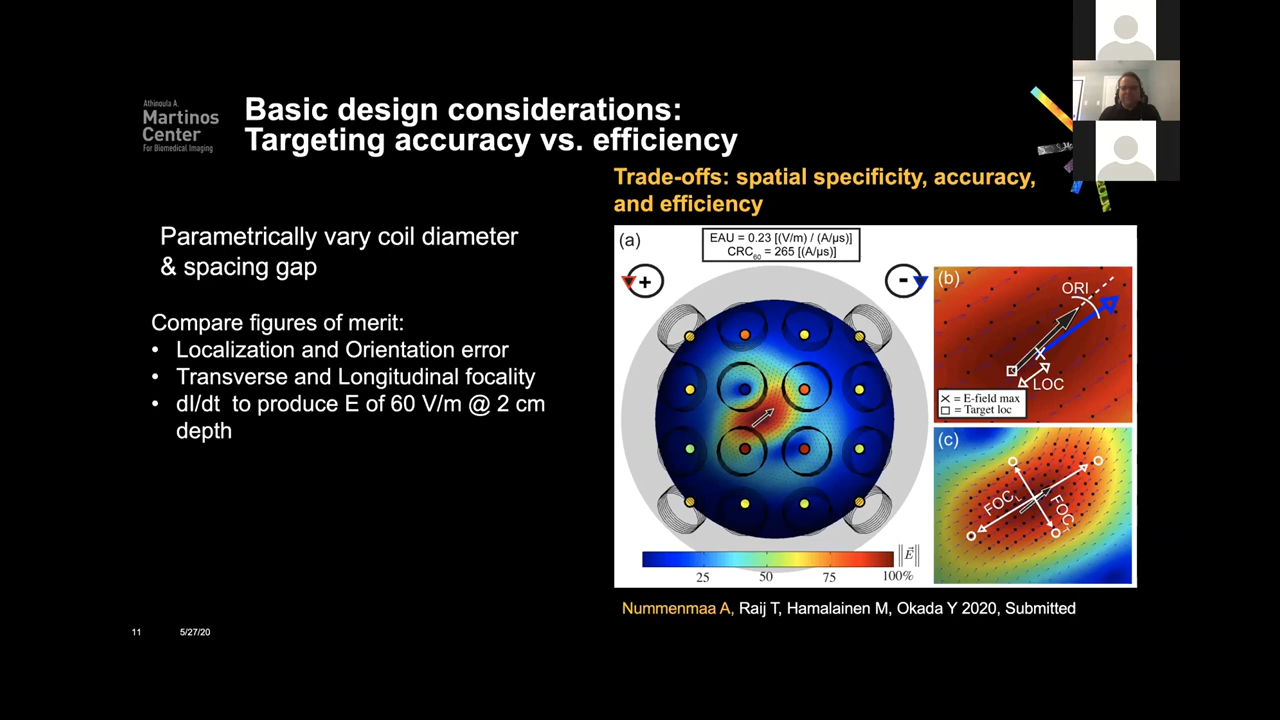 Athinoula A.
Martinos
Center
For Biomedical Imaging
Basic design considerations:
Targeting accuracy vs. efficiency
Trade-offs: spatial specificity, accuracy,
and efficiency
Parametrically vary coil diameter
& spacing gap
Compare figures of merit:
• Localization and Orientation error
• Transverse and Longitudinal focality
• dI/dt to produce E of 60 V/m @ 2 cm
depth
(a)
EAU = 0.23 [(V/m) / (A/μs)]
CRC60 = 265 [(A/μs)]
+
-
25 50 75 100%
||E⃗||
(b)
ORI
LOC
× = E-field max
□ = Target loc
(c)
FOCL
FOCT
Nummenmaa A, Raij T, Hamalainen M, Okada Y 2020, Submitted
11 5/27/20